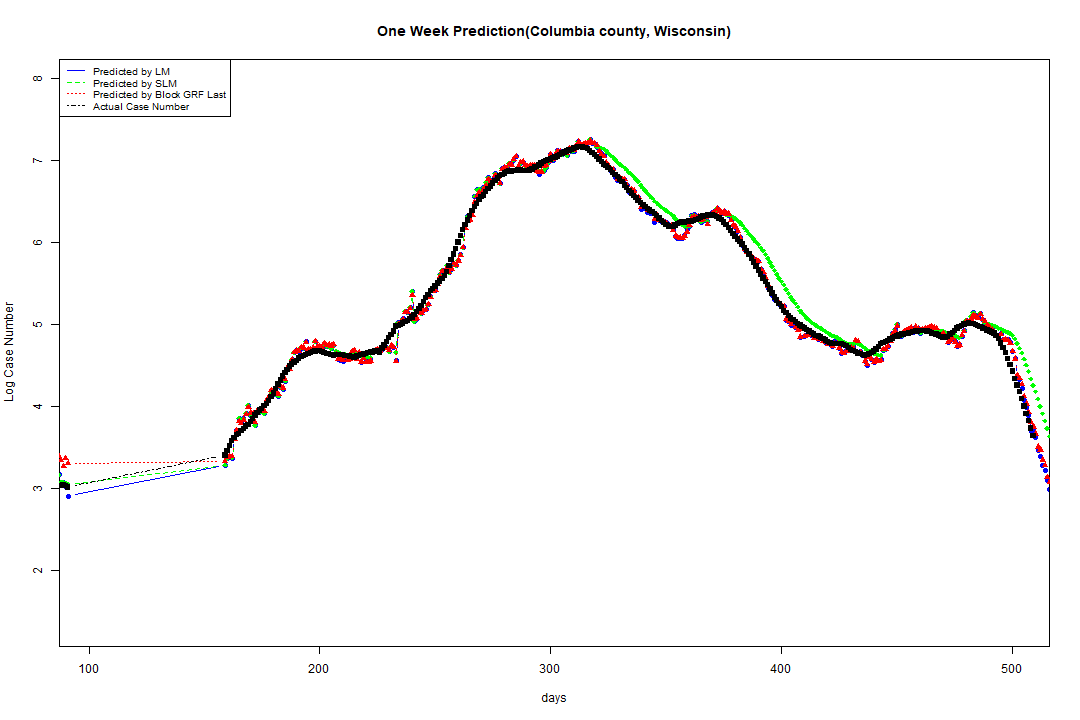 One Week Prediction(Columbia county, Wisconsin)
Predicted by LM
Predicted by SLM
Predicted by Block GRF Last
Actual Case Number
8
7
6
5
4
3
2
Log Case Number
100 200 300 400 500
days